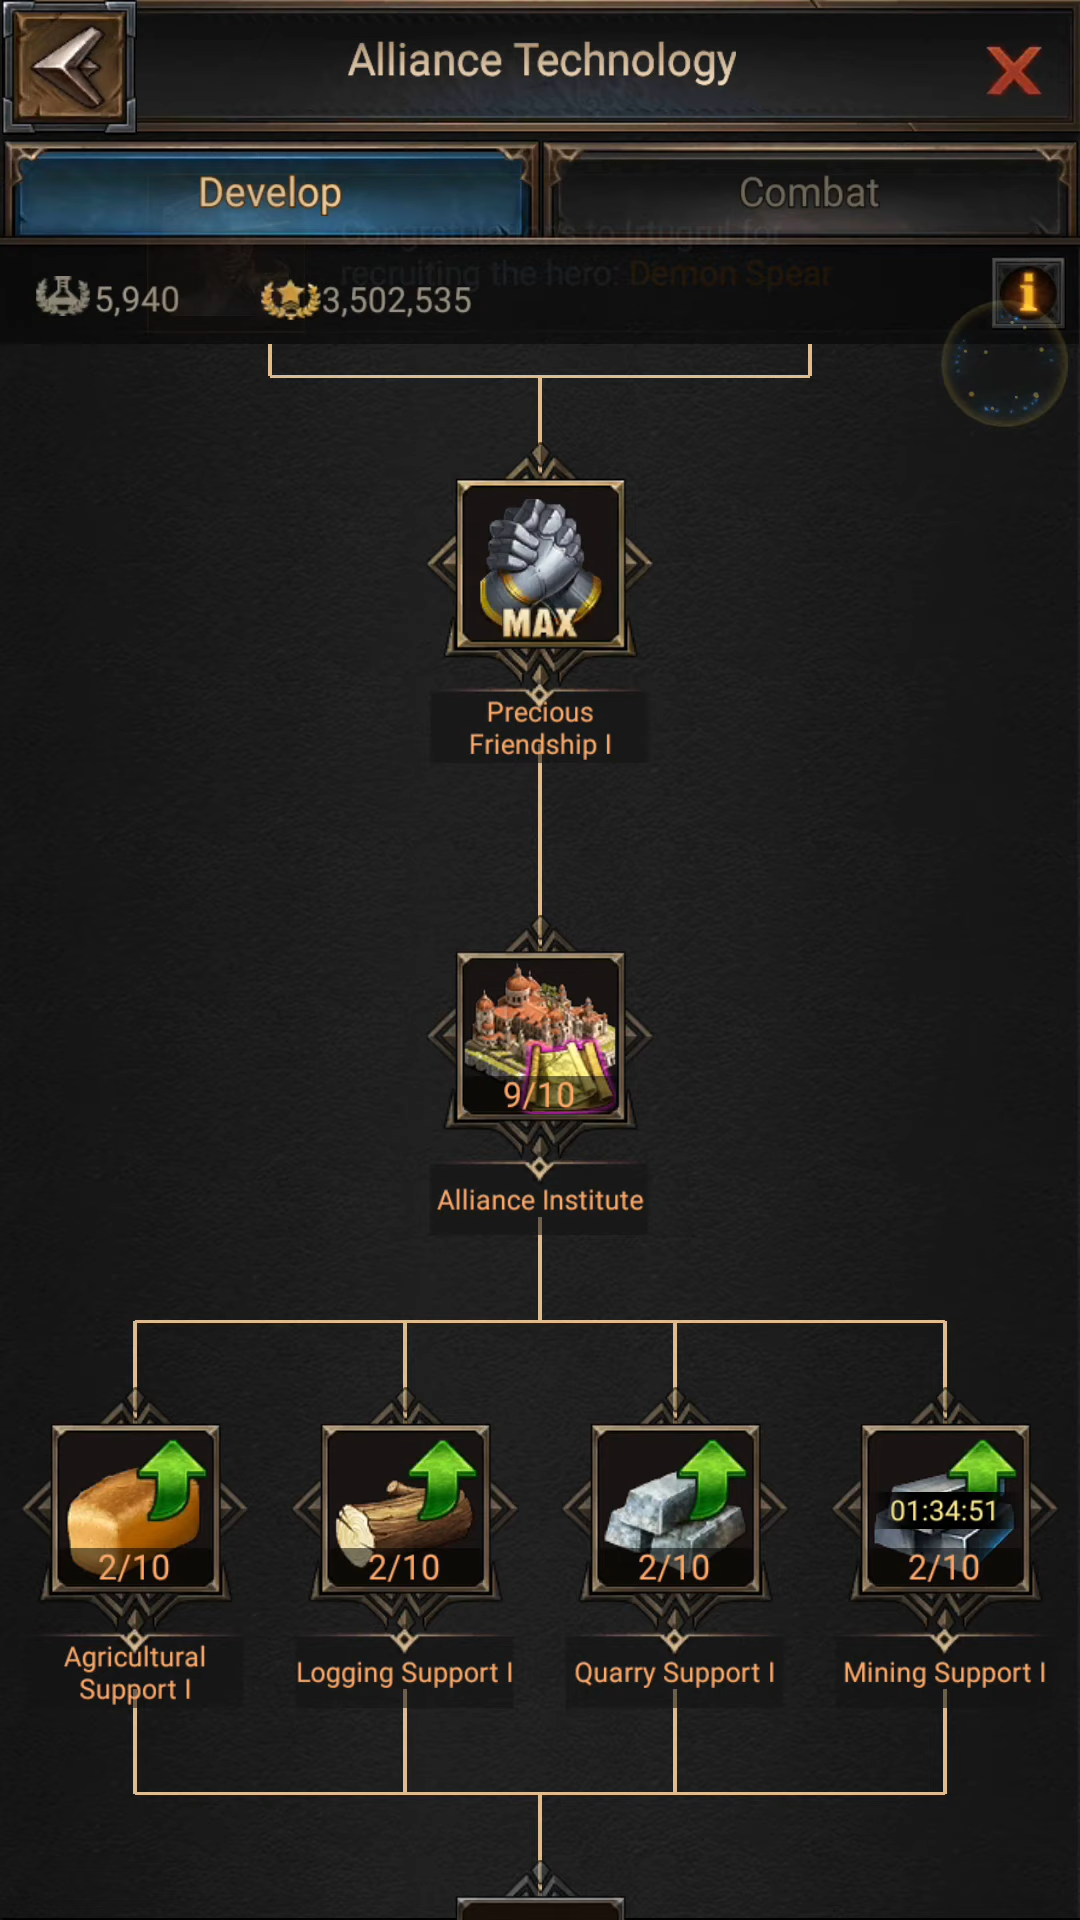 Alliance Technology
Develop
Combat
Congratulations to Irtugrul for
recruiting the hero: Demon Spear
5,940
3,502,535
i
MAX
Precious
Friendship I
9/10
Alliance Institute
01:34:51
2/10
2/10
2/10
2/10
Agricultural
Support I
Logging Support I
Quarry Support I
Mining Support I